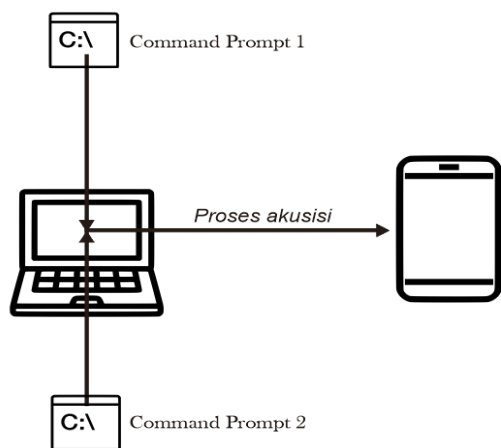 C:\ Command Prompt 1
Proses akusisi
C:\ Command Prompt 2